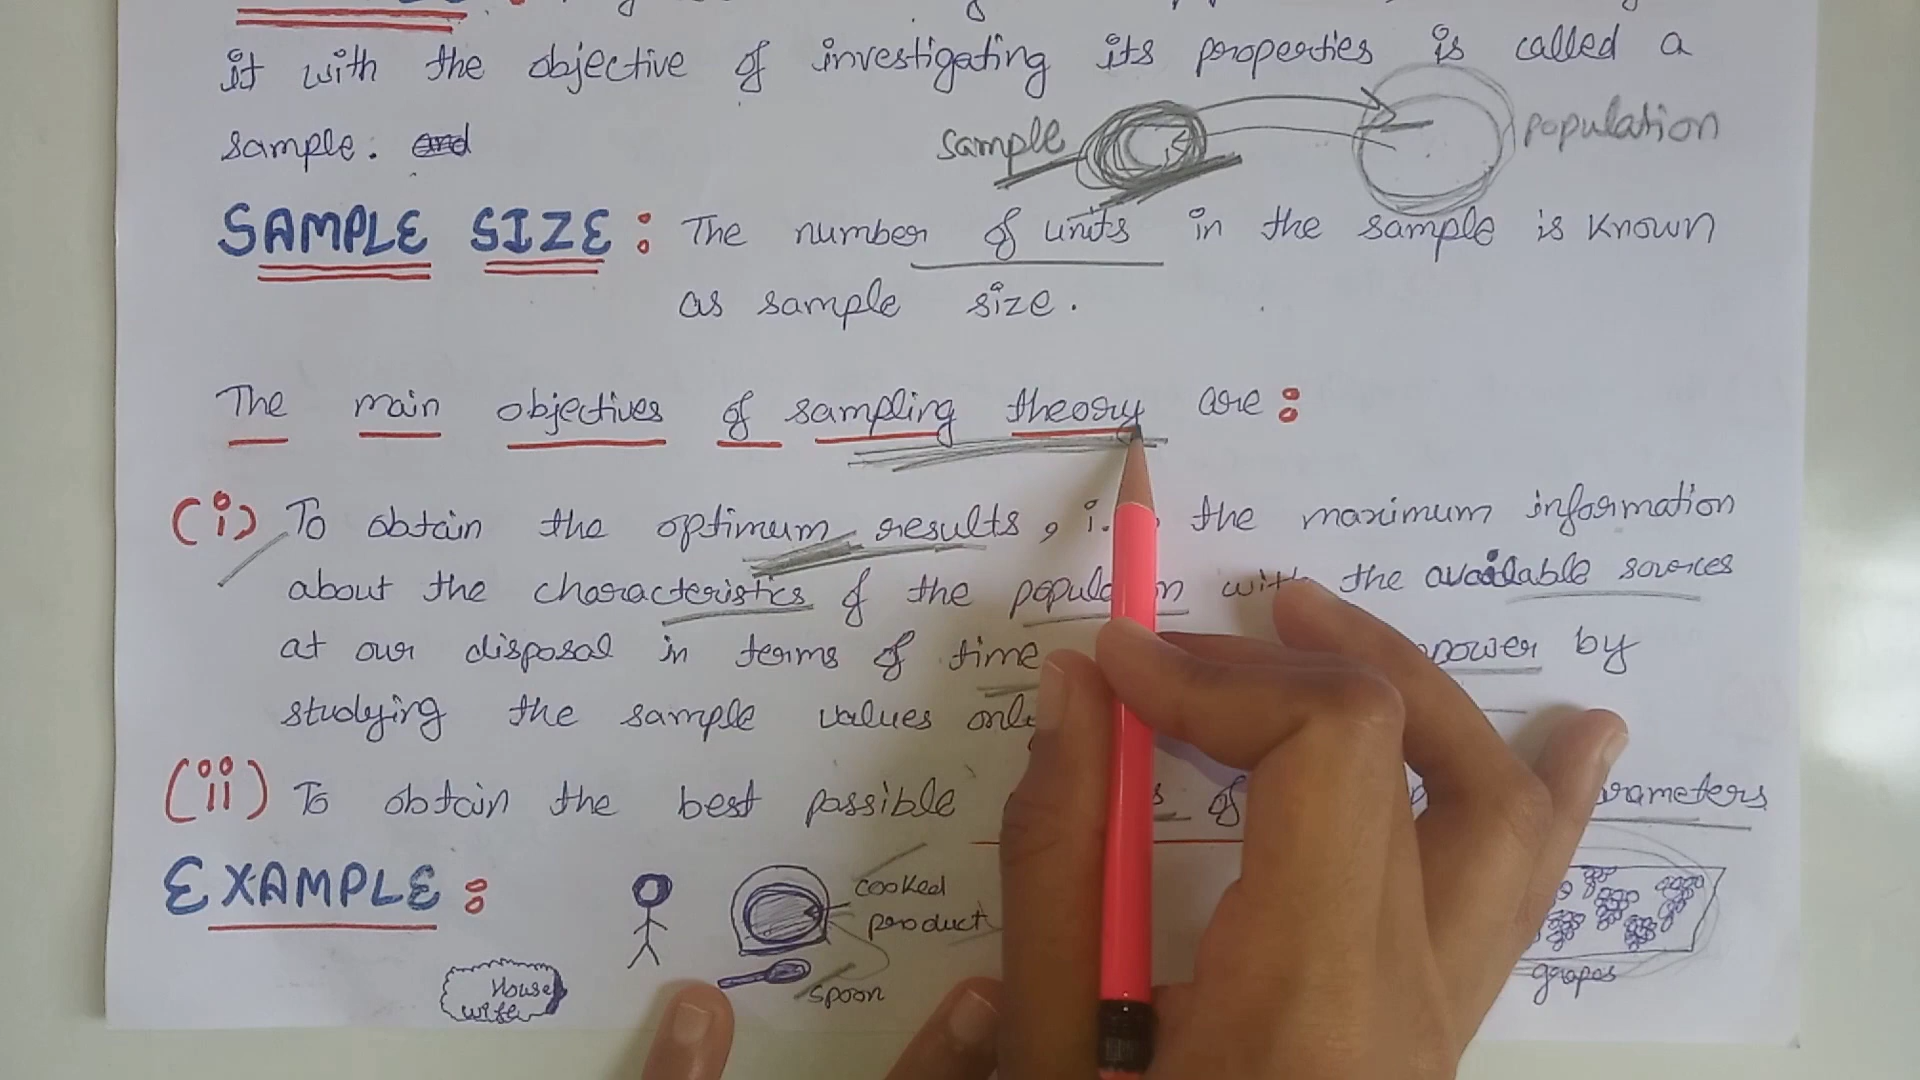 it with the objective of investigating its properties is called a
sample.
sample population
SAMPLE SIZE: The number of units in the sample is known
as sample size.
The main objectives of sampling theory are:
(i) To obtain the optimum results, the maximum information
about the characteristics of the population with the available sources
at our disposal in terms of time power by
studying the sample values only
(ii) To obtain the best possible of
EXAMPLE:
cooked
product
spoon
House
wife
grapes